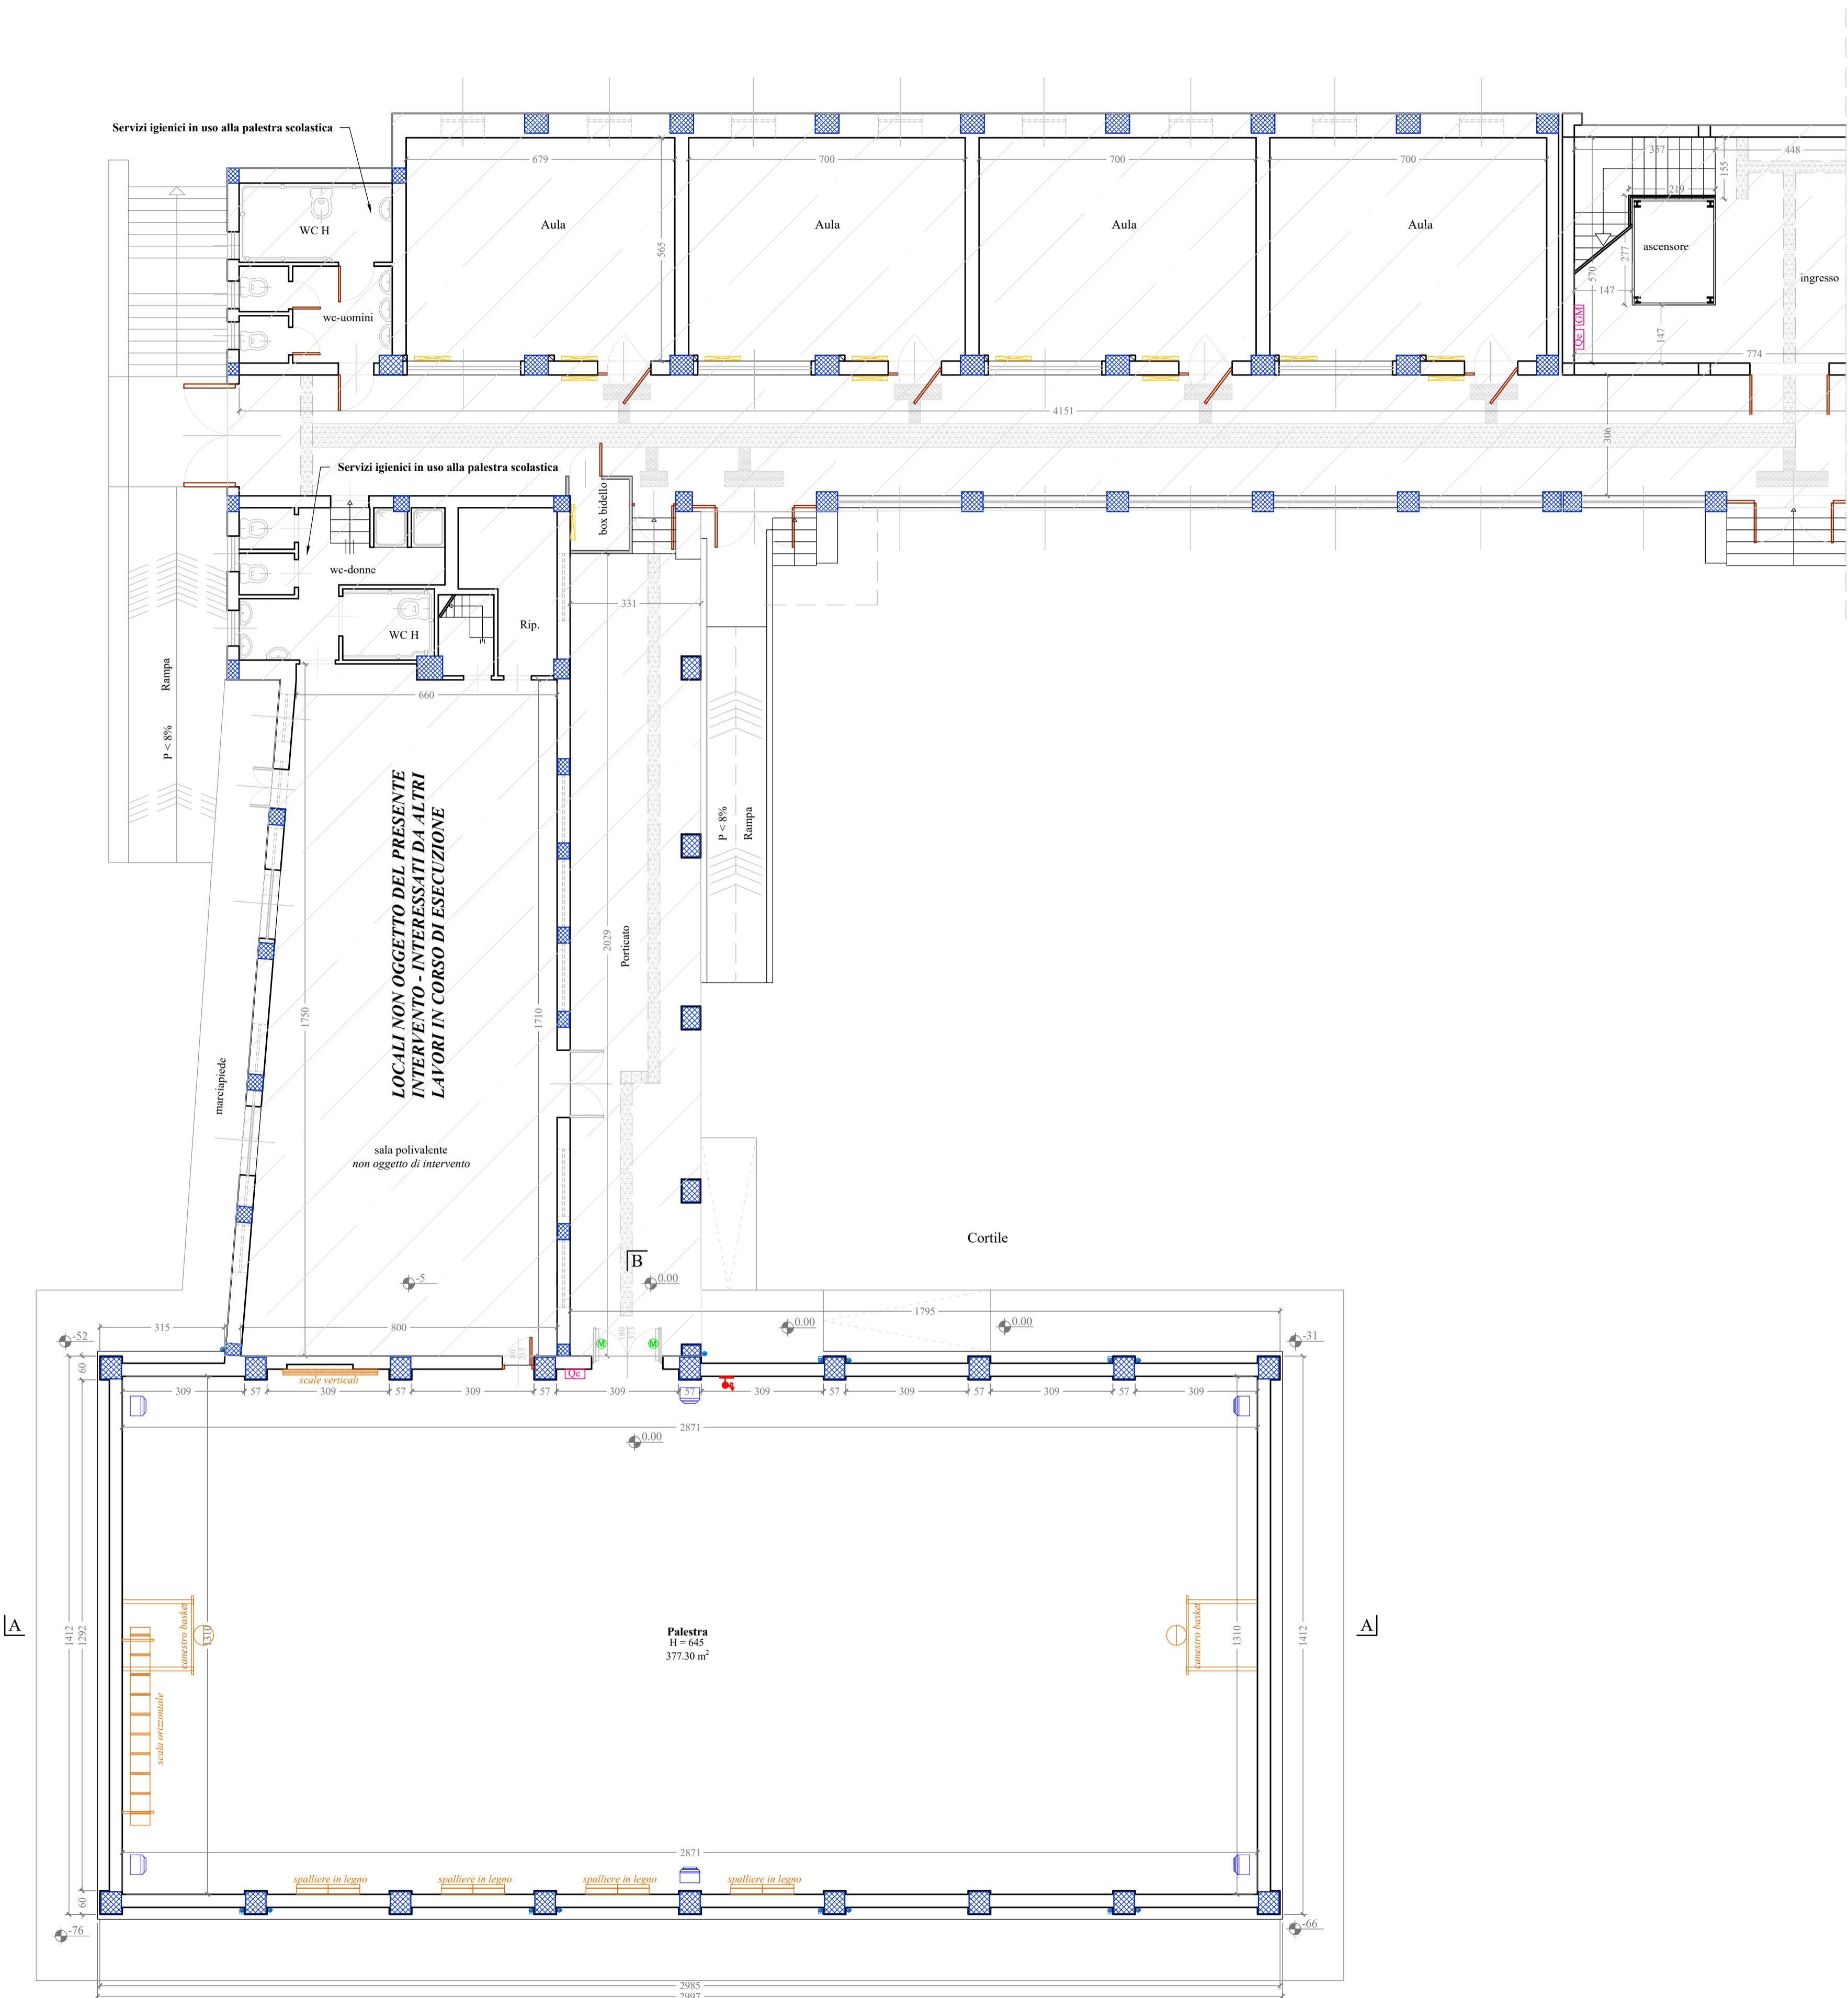 Servizi igienici in uso alla palestra scolastica
679
700
700
700
357
448
155
219
WC H
Aula
Aula
Aula
Aula
565
ascensore
277
570
ingresso
147
wc-uomini
GM
Qe
147
774
4151
306
Servizi igienici in uso alla palestra scolastica
box bidello
wc-donne
331
WC H
Rip.
Rampa
P < 8%
660
LOCALI NON OGGETTO DEL PRESENTE
INTERVENTO - INTERESSATI DA ALTRI
LAVORI IN CORSO DI ESECUZIONE
P < 8%
Rampa
2029
Porticato
1750
1710
marciapiede
sala polivalente
non oggetto di intervento
Cortile
B
-5
0.00
1795
-52
315
800
0.00
0.00
-31
180
373
M
M
80
215
60
Qe
scale verticali
309
57
309
57
309
57
309
57
309
57
309
57
309
57
309
2871
0.00
A
1412
1292
1310
canestro basket
Palestra
H = 645
377.30 m²
canestro basket
1310
1412
A
scala orizzontale
2871
spalliere in legno
spalliere in legno
spalliere in legno
spalliere in legno
60
-76
-66
2985
2997